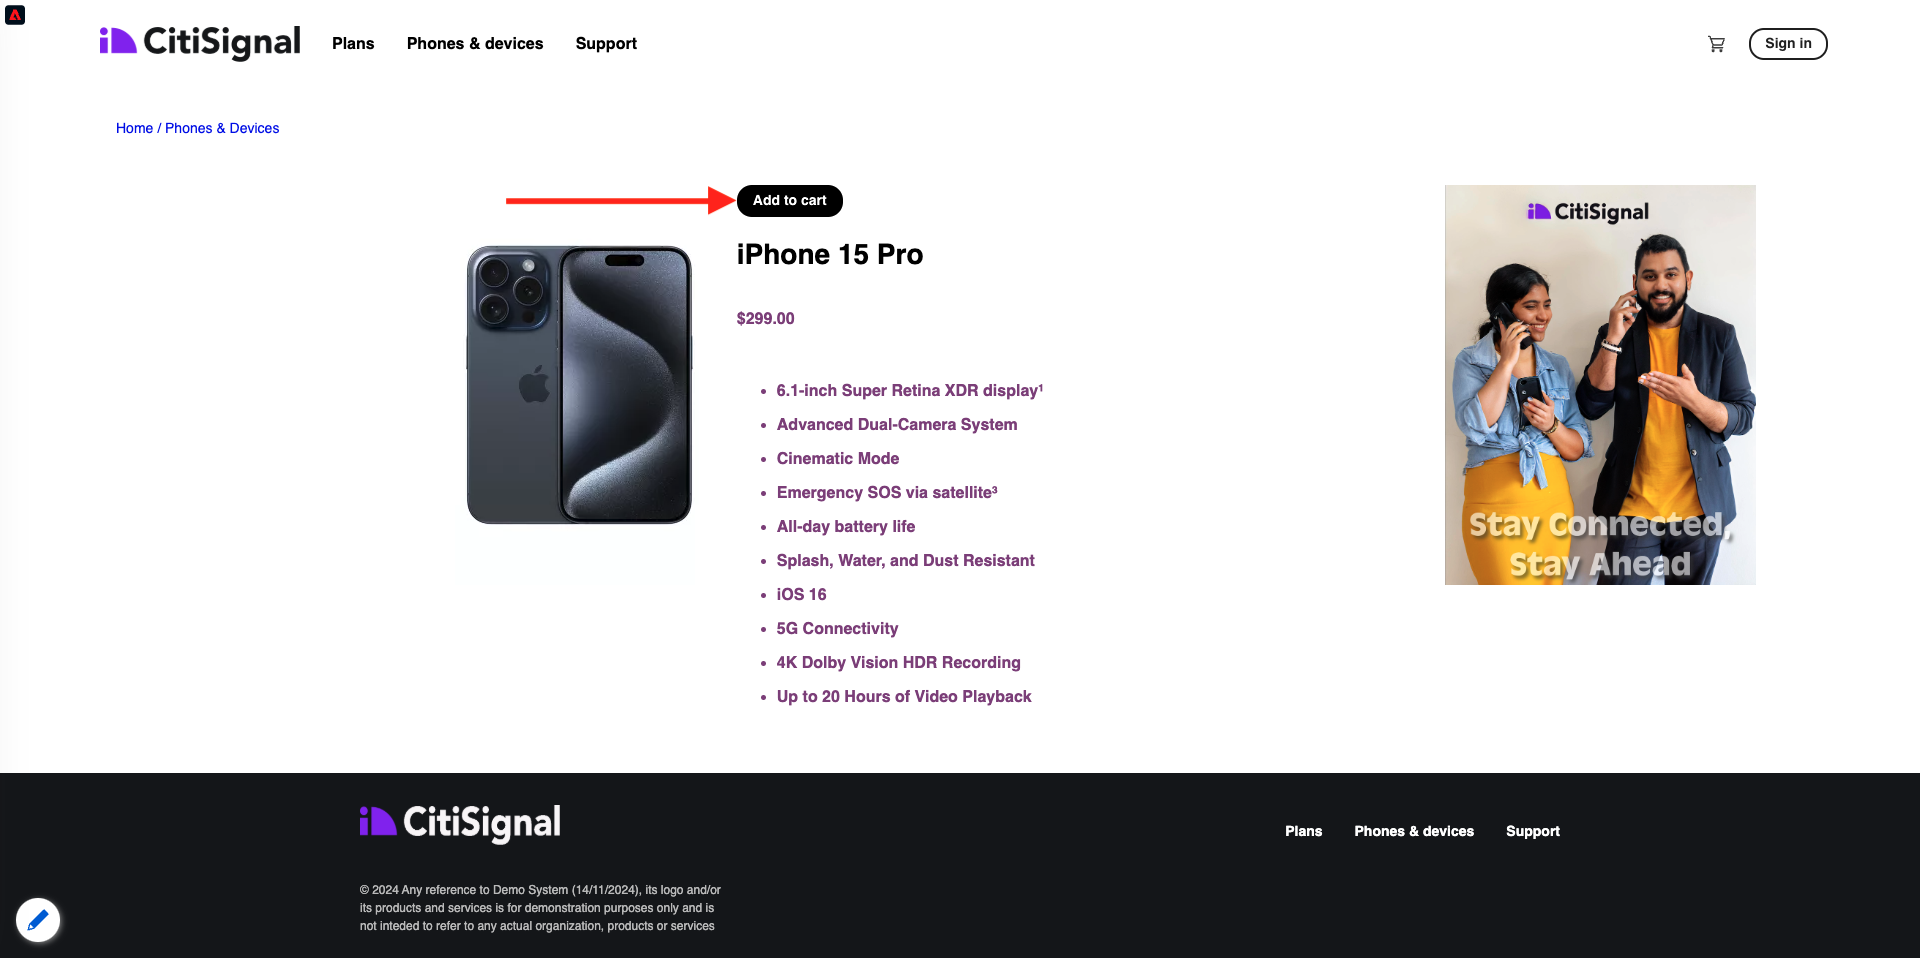 CitiSignal
Plans
Phones & devices
Support
Sign in
Home / Phones & Devices
Add to cart
iPhone 15 Pro
$299.00
• 6.1-inch Super Retina XDR display¹
• Advanced Dual-Camera System
• Cinematic Mode
• Emergency SOS via satellite³
• All-day battery life
• Splash, Water, and Dust Resistant
• iOS 16
• 5G Connectivity
• 4K Dolby Vision HDR Recording
• Up to 20 Hours of Video Playback
CitiSignal
Stay Connected,
Stay Ahead
CitiSignal
Plans
Phones & devices
Support
© 2024 Any reference to Demo System (14/11/2024), its logo and/or
its products and services is for demonstration purposes only and is
not inteded to refer to any actual organization, products or services